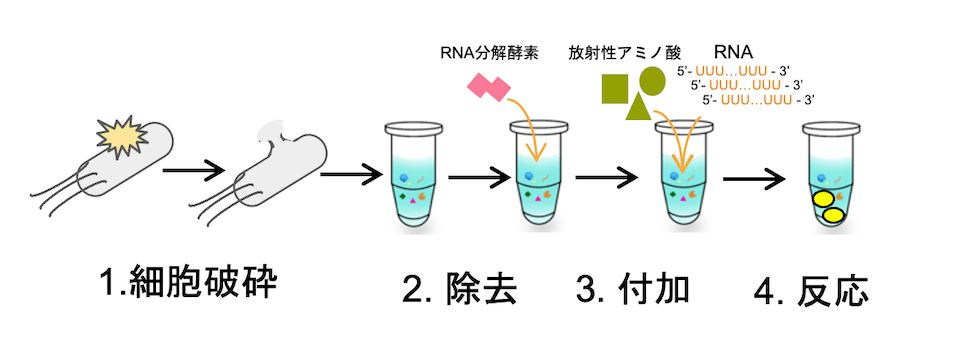 RNA分解酵素
放射性アミノ酸
RNA
5’- UUU...UUU - 3’
5’- UUU...UUU - 3’
5’- UUU...UUU - 3’
1.細胞破砕
2. 除去
3. 付加
4. 反応